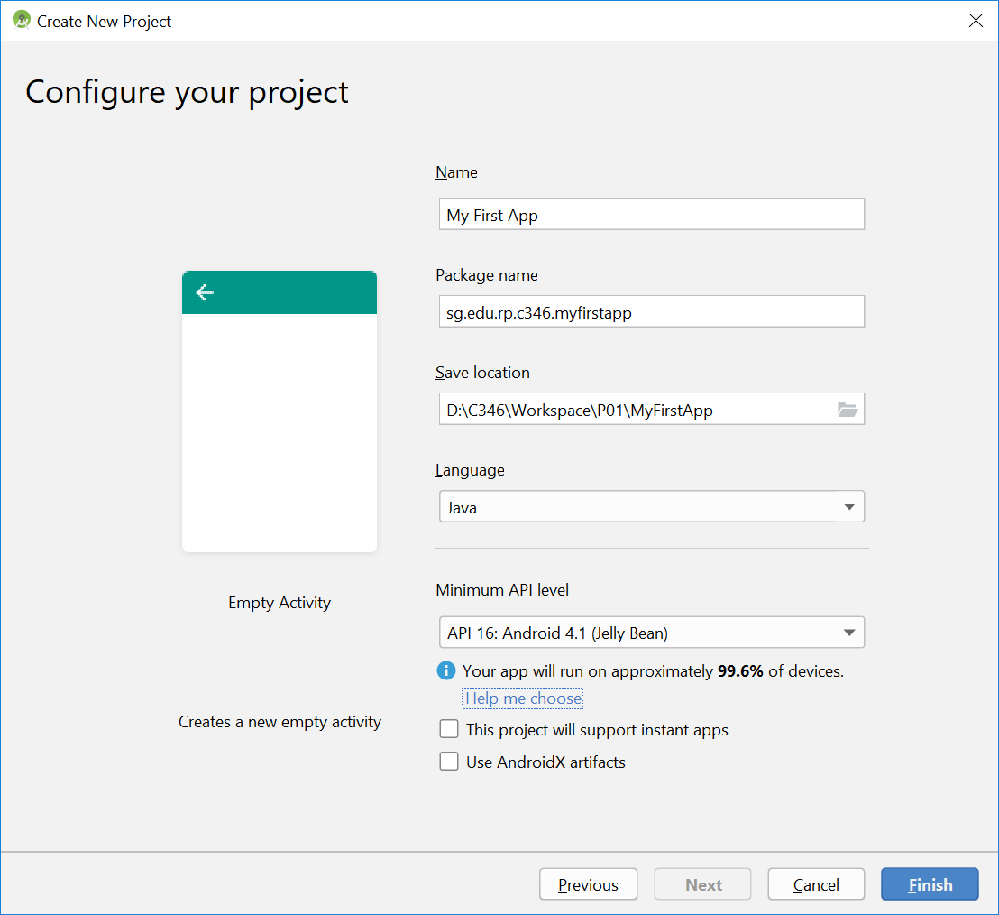 Create New Project
Configure your project
Name
My First App
Package name
sg.edu.rp.c346.myfirstapp
Save location
D:\C346\Workspace\P01\MyFirstApp
Language
Java
Empty Activity
Creates a new empty activity
Minimum API level
API 16: Android 4.1 (Jelly Bean)
Your app will run on approximately 99.6% of devices.
Help me choose
This project will support instant apps
Use AndroidX artifacts
Previous
Next
Cancel
Finish